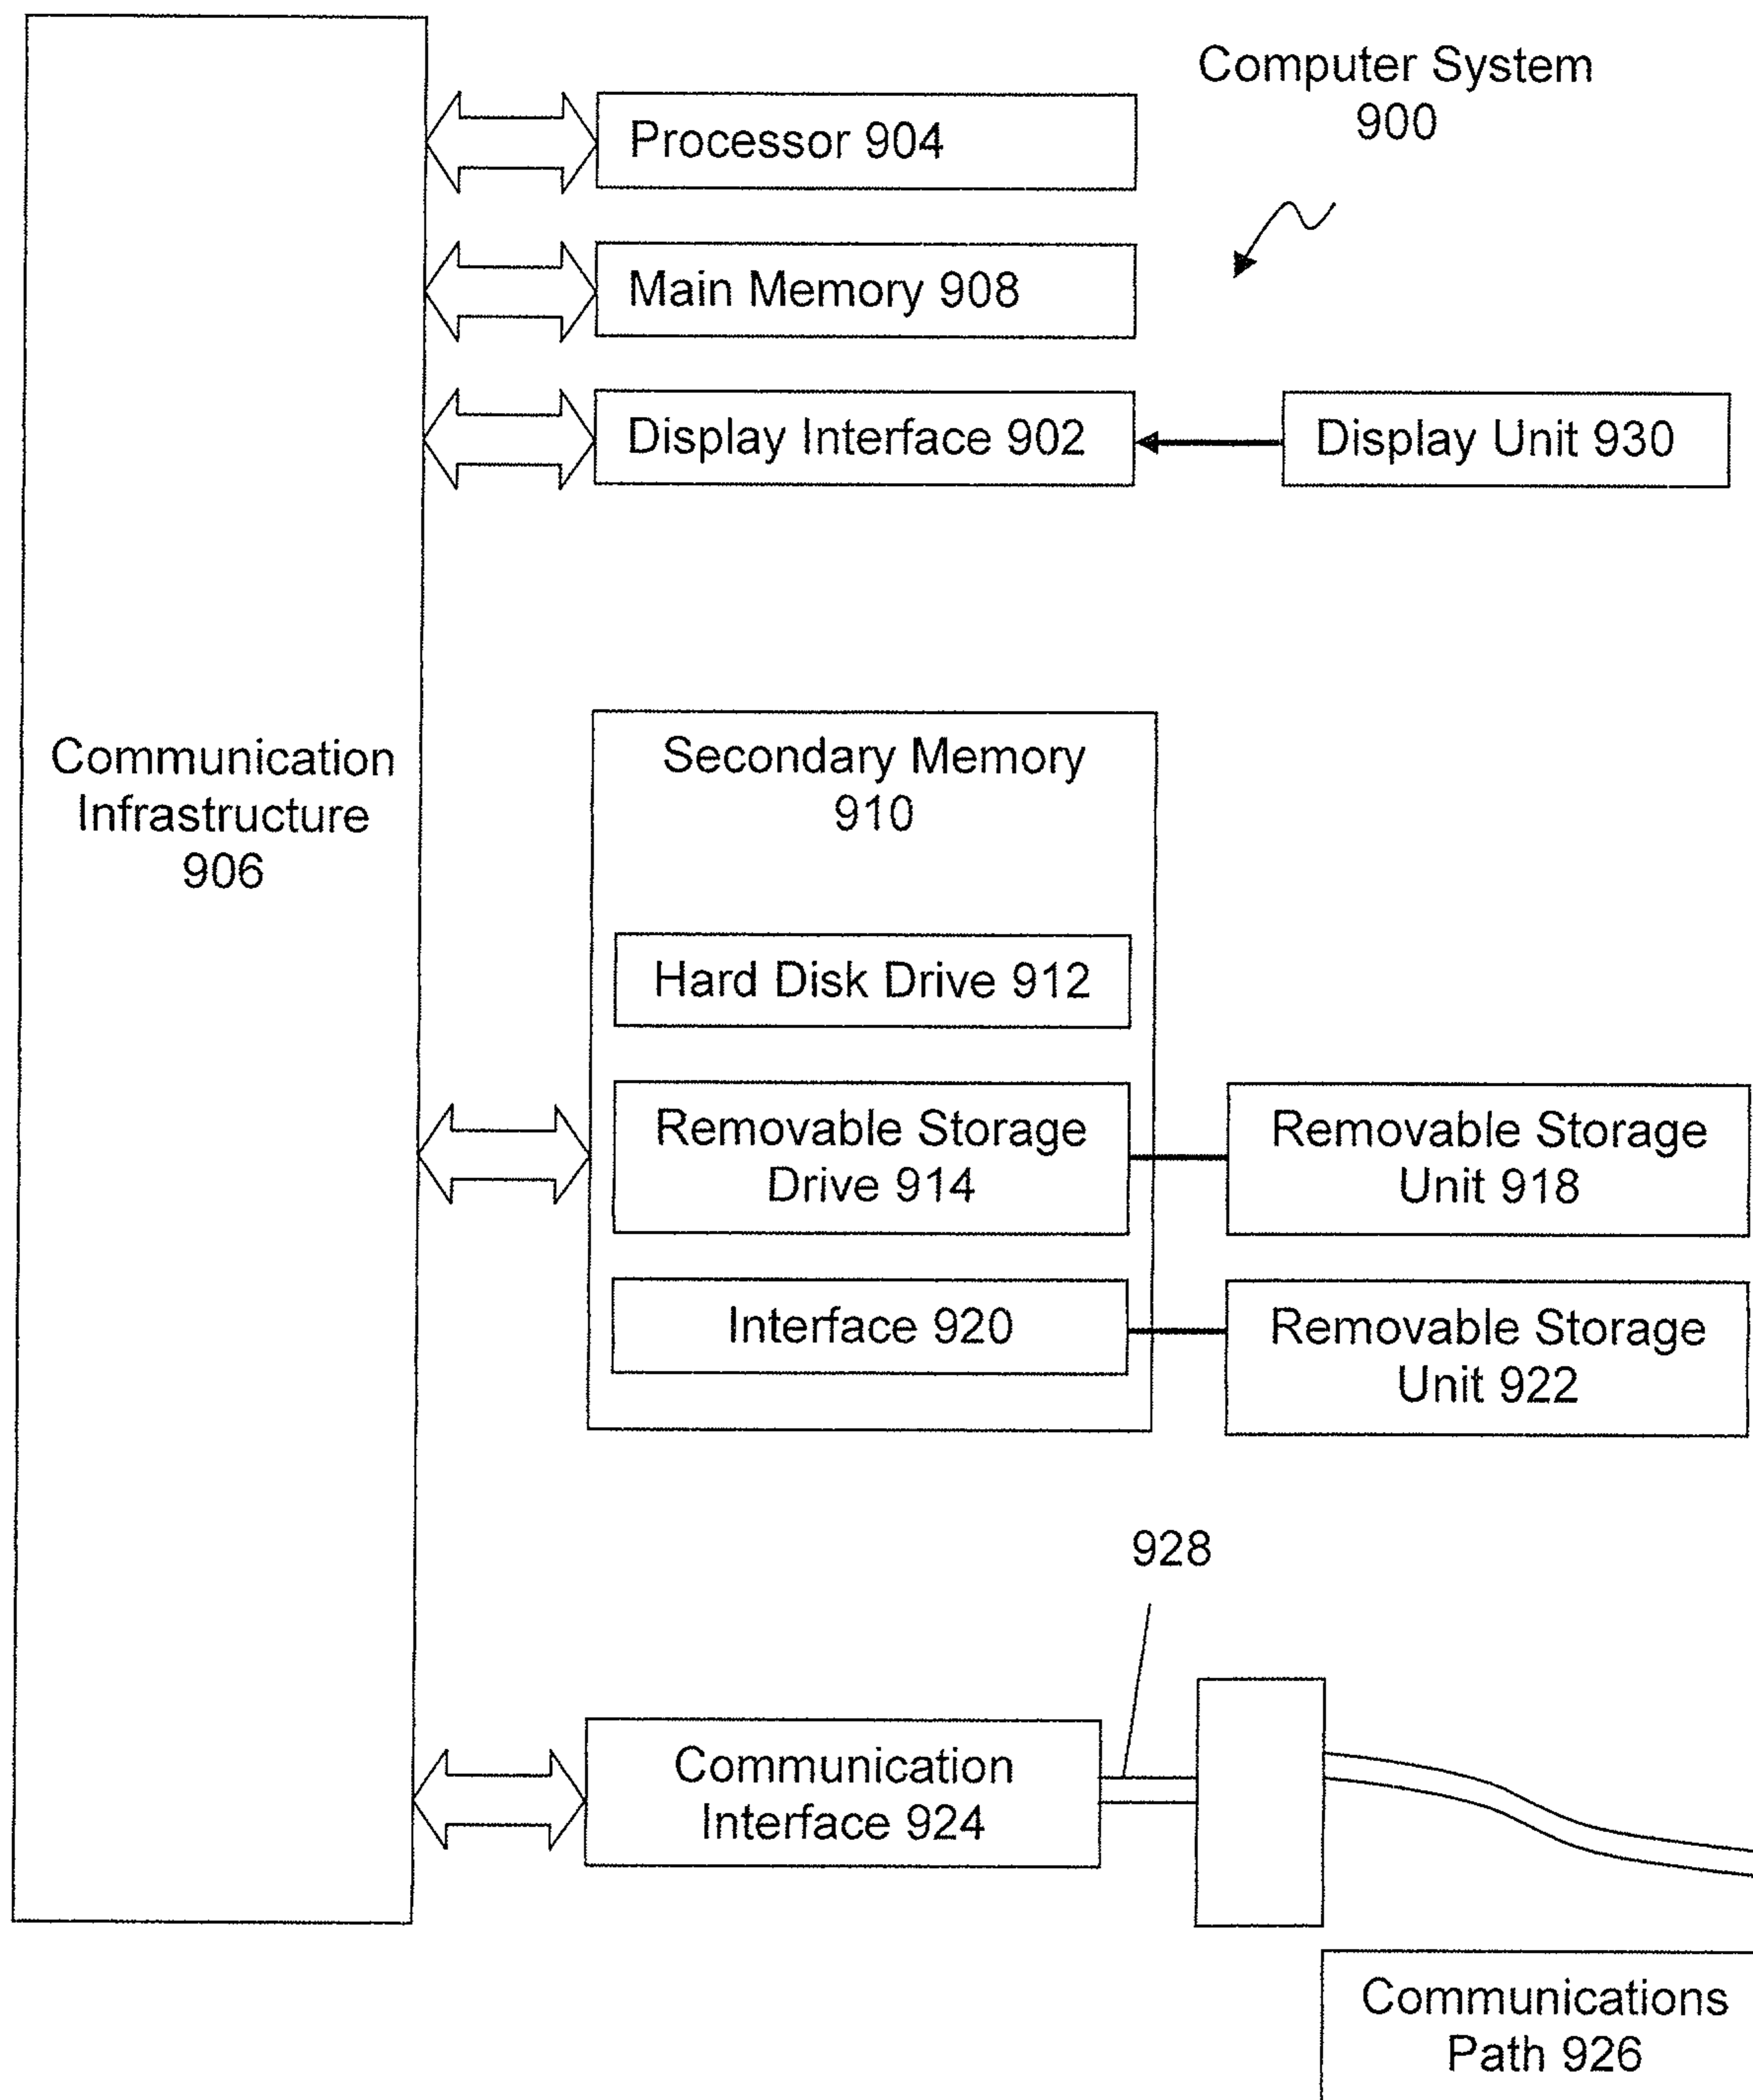 Computer System
900
Processor 904
Main Memory 908
Display Interface 902
Display Unit 930
Communication
Infrastructure
906
Secondary Memory
910
Hard Disk Drive 912
Removable Storage
Drive 914
Removable Storage
Unit 918
Interface 920
Removable Storage
Unit 922
928
Communication
Interface 924
Communications
Path 926